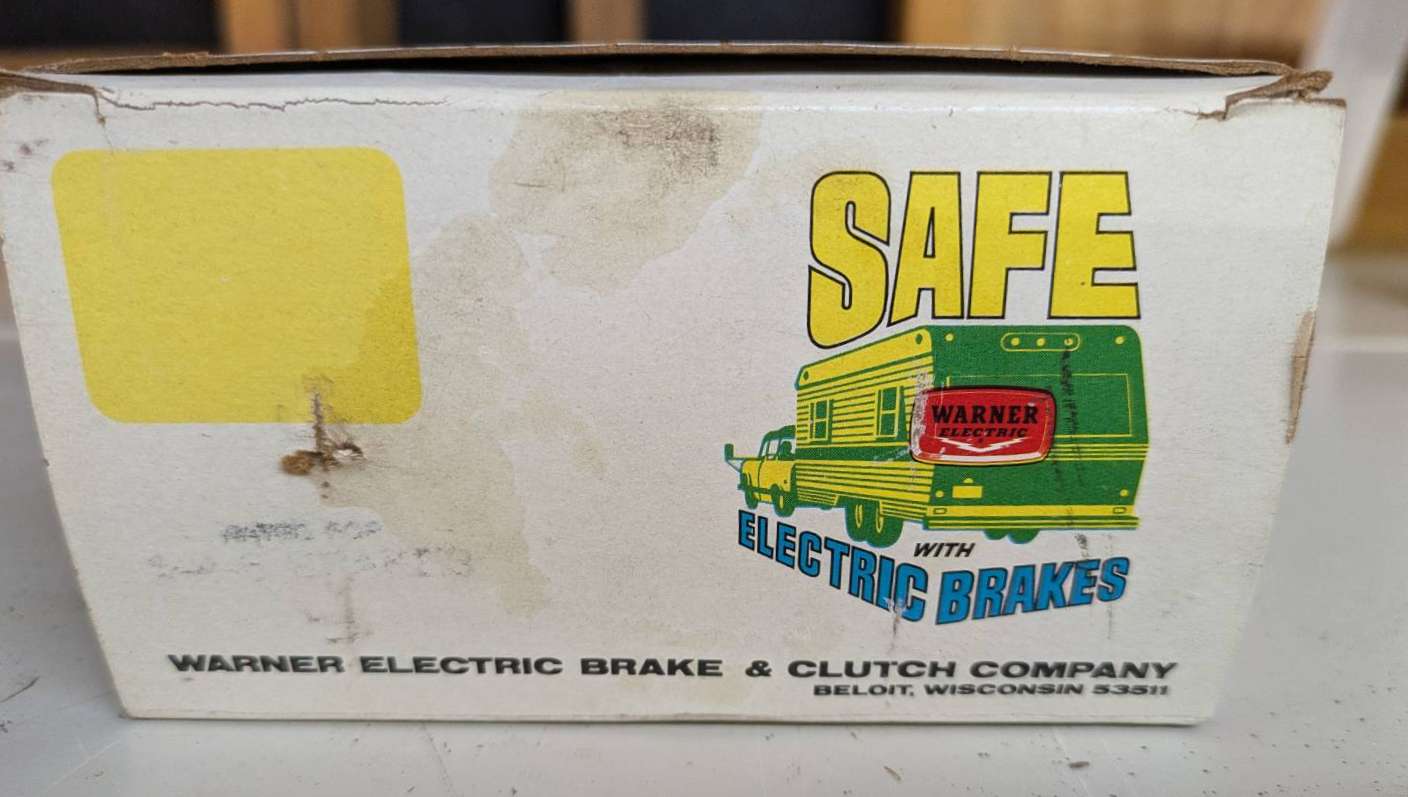 SAFE
WARNER
ELECTRIC
WITH
ELECTRIC BRAKES
WARNER ELECTRIC BRAKE & CLUTCH COMPANY
BELOIT, WISCONSIN 53511